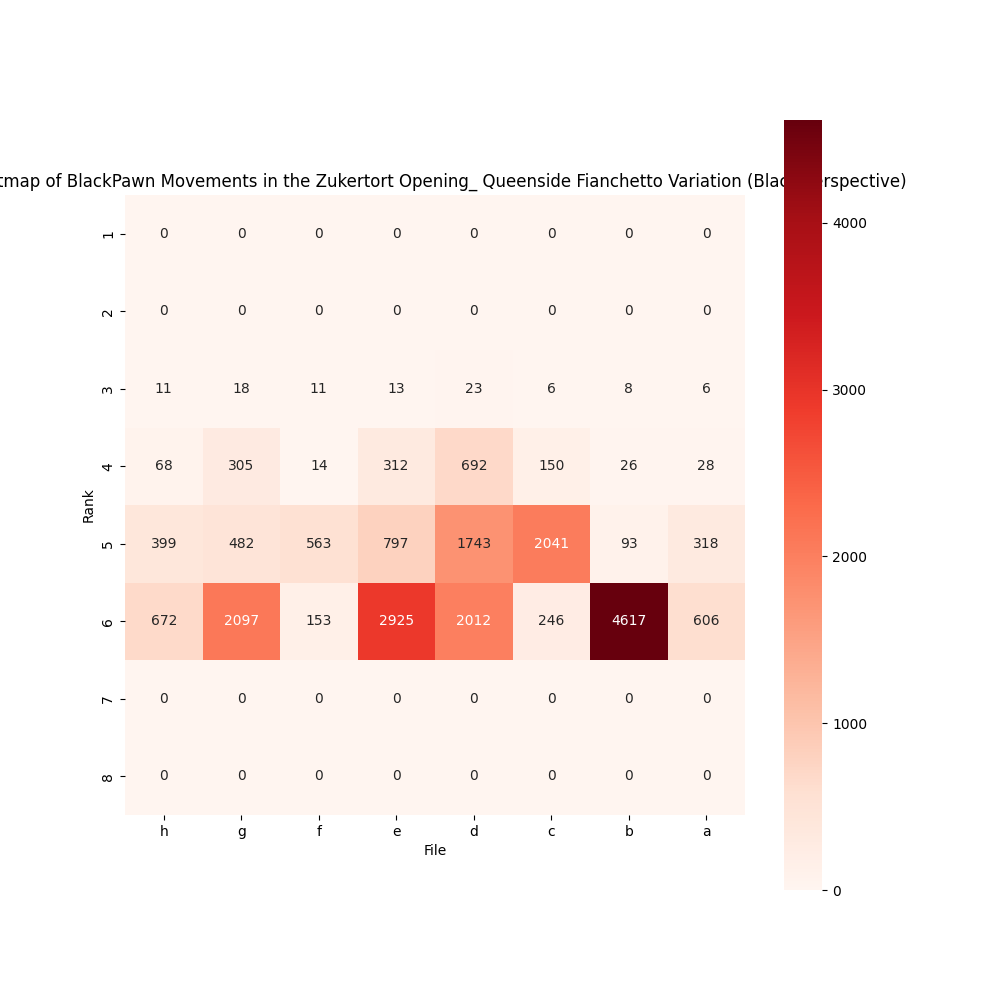 tmap of BlackPawn Movements in the Zukertort Opening_ Queenside Fianchetto Variation (Blac erspective)
1 0 0 0 0 0 0 0 0
2 0 0 0 0 0 0 0 0
3 11 18 11 13 23 6 8 6
4 68 305 14 312 692 150 26 28
5 399 482 563 797 1743 2041 93 318
6 672 2097 153 2925 2012 246 4617 606
7 0 0 0 0 0 0 0 0
8 0 0 0 0 0 0 0 0
Rank
h g f e d c b a
File
4000
3000
2000
1000
0